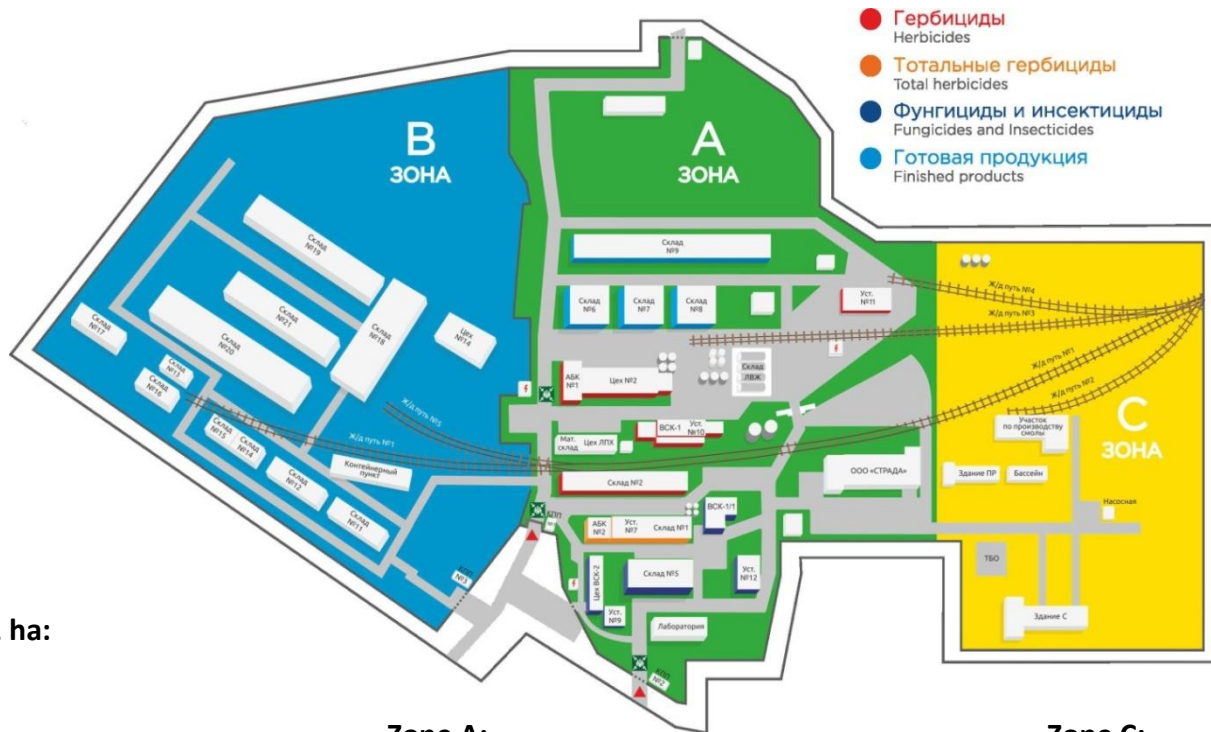 Гербициды
Herbicides
Тотальные гербициды
Total herbicides
Фунгициды и инсектициды
Fungicides and Insecticides
Готовая продукция
Finished products
В
ЗОНА
А
ЗОНА
С
ЗОНА
Склад
№19
Склад
№21
Склад
№20
Склад
№18
Цех
№14
Склад
№17
Склад
№13
Склад
№16
Склад
№15
Склад
№14
Склад
№12
Склад
№11
Контейнерный
пункт
Ж/д путь №1
Ж/д путь №5
КПП
№3
Склад
№9
Склад
№6
Склад
№7
Склад
№8
Уст.
№11
Ж/д путь №4
Ж/д путь №3
Ж/д путь №1
Ж/д путь №2
АБК
№1
Цех №2
Склад
ЛВЖ
Мат.
склад
Цех ЛПХ
ВСК-1
Уст.
№10
Склад №2
КПП
АБК
№2
Уст.
№7
Склад №1
ВСК-1/1
Цех ВСК-2
Склад №5
Уст.
№12
Уст.
№9
Лаборатория
КПП
№2
ООО «СТРАДА»
Участок
по производству
смолы
Здание ПР
Бассейн
Насосная
ТБО
Здание С
ha:
Zone A:
Zone C: